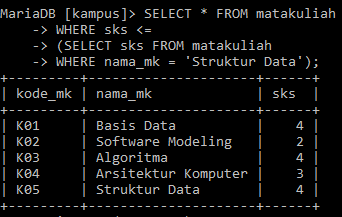 MariaDB [kampus]> SELECT * FROM matakuliah
    -> WHERE sks <=
    -> (SELECT sks FROM matakuliah
    -> WHERE nama_mk = 'Struktur Data');
+---------+---------------------+------+
| kode_mk | nama_mk             | sks  |
+---------+---------------------+------+
| K01     | Basis Data          |    4 |
| K02     | Software Modeling   |    2 |
| K03     | Algoritma           |    4 |
| K04     | Arsitektur Komputer |    3 |
| K05     | Struktur Data       |    4 |
+---------+---------------------+------+